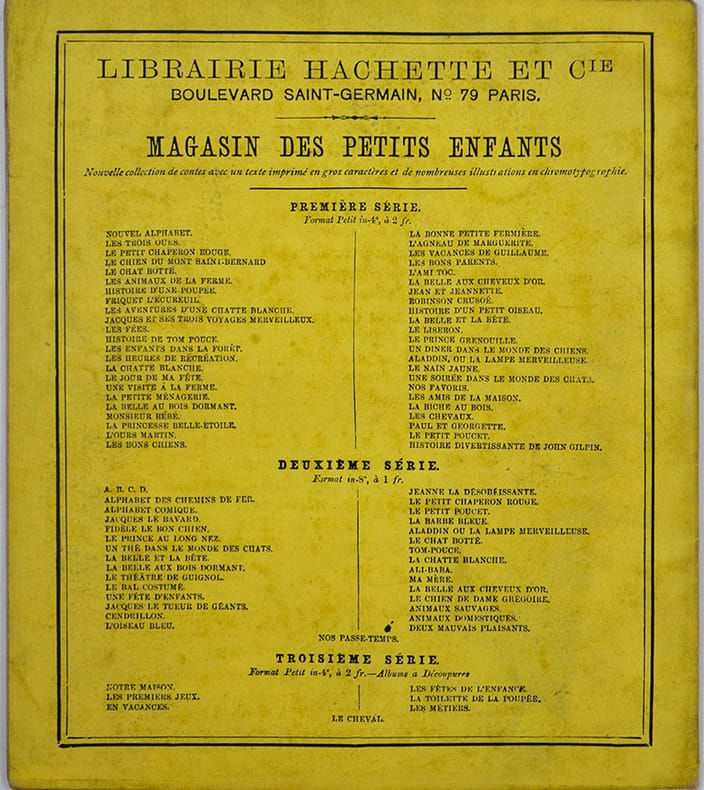 LIBRAIRIE HACHETTE ET CIE
BOULEVARD SAINT-GERMAIN, No 79 PARIS.
MAGASIN DES PETITS ENFANTS
Nouvelle collection de contes avec un texte imprimé en gros caractères et de nombreuses illustrations en chromotypographie.
PREMIÈRE SÉRIE.
Format Petit in-4°, à 2 fr.
NOUVEL ALPHABET.
LES TROIS OURS.
LE PETIT CHAPERON ROUGE.
LE CHIEN DU MONT SAINT-BERNARD
LE CHAT BOTTÉ.
LES ANIMAUX DE LA FERME.
HISTOIRE D'UNE POUPÉE.
FRIQUET L'ECUREUIL
LES AVENTURES D'UNE CHATTE BLANCHE.
JACQUES ET SES TROIS VOYAGES MERVEILLEUX.
LES FÉES.
HISTOIRE DE TOM POUCE.
LES ENFANTS DANS LA FORÊT.
LES HEURES DE RÉCRÉATION.
LA CHATTE BLANCHE.
LE JOUR DE MA FÊTE.
UNE VISITE À LA FERME.
LA PETITE MÉNAGERIE.
LA BELLE AU BOIS DORMANT.
MONSIEUR BÉBÉ.
LA PRINCESSE BELLE-ÉTOILE.
L'OURS MARTIN.
LES BONS CHIENS.
LA BONNE PETITE FERMIÈRE.
L'AGNEAU DE MARGUERITE.
LES VACANCES DE GUILLAUME.
LES BONS PARENTS.
L'AMI TOC.
LA BELLE AUX CHEVEUX D'OR.
JEAN ET JEANNETTE.
ROBINSON CRUSOÉ.
HISTOIRE D'UN PETIT OISEAU.
LA BELLE ET LA BÊTE.
LE LISERON.
LE PRINCE GRENOUILLE.
UN DINER DANS LE MONDE DES CHIENS.
ALADDIN, OU LA LAMPE MERVEILLEUSE.
LE NAIN JAUNE.
UNE SOIRÉE DANS LE MONDE DES CHATS.
NOS FAVORIS.
LES AMIS DE LA MAISON.
LA BICHE AU BOIS.
LES CHEVAUX.
PAUL ET GEORGETTE.
LE PETIT POUCET.
HISTOIRE DIVERTISSANTE DE JOHN GILPIN.
DEUXIÈME SÉRIE.
Format in-8°, à 1 fr.
A. B. C. D.
ALPHABET DES CHEMINS DE FER.
ALPHABET COMIQUE.
JACQUES LE BAVARD.
FIDÈLE LE BON CHIEN.
LE PRINCE AU LONG NEZ.
UN THÉ DANS LE MONDE DES CHATS.
LA BELLE ET LA BÊTE.
LA BELLE AUX BOIS DORMANT.
LE THÉÂTRE DE GUIGNOL.
LE BAL COSTUMÉ.
UNE FÊTE D'ENFANTS.
JACQUES LE TUEUR DE GÉANTS.
CENDRILLON.
L'OISEAU BLEU.
JEANNE LA DÉSOBÉISSANTE.
LE PETIT CHAPERON ROUGE.
LE PETIT POUCET.
LA BARBE BLEUE.
ALADDIN OU LA LAMPE MERVEILLEUSE.
LE CHAT BOTTÉ.
TOM-POUCE.
LA CHATTE BLANCHE.
ALI-BABA.
MA MÈRE.
LA BELLE AUX CHEVEUX D'OR.
LE CHIEN DE DAME GRÉGOIRE.
ANIMAUX SAUVAGES.
ANIMAUX DOMESTIQUES.
DEUX MAUVAIS PLAISANTS.
NOS PASSE-TEMPS.
TROISIÈME SÉRIE.
Format Petit in-4°, à 2 fr.—Albums a Découpures
NOTRE MAISON.
LES PREMIERS JEUX.
EN VACANCES.
LES FÊTES DE L'ENFANCE.
LA TOILETTE DE LA POUPÉE.
LES MÉTIERS.
LE CHEVAL.